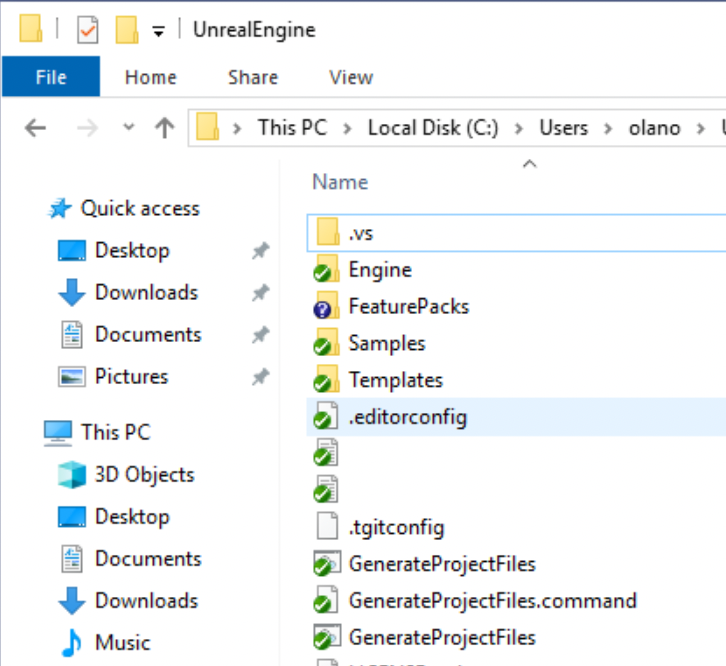 UnrealEngine
File Home Share View
This PC Local Disk (C:) Users olano
Name
Quick access
Desktop
Downloads
Documents
Pictures
This PC
3D Objects
Desktop
Documents
Downloads
Music
.vs
Engine
FeaturePacks
Samples
Templates
.editorconfig
.tgitconfig
GenerateProjectFiles
GenerateProjectFiles.command
GenerateProjectFiles